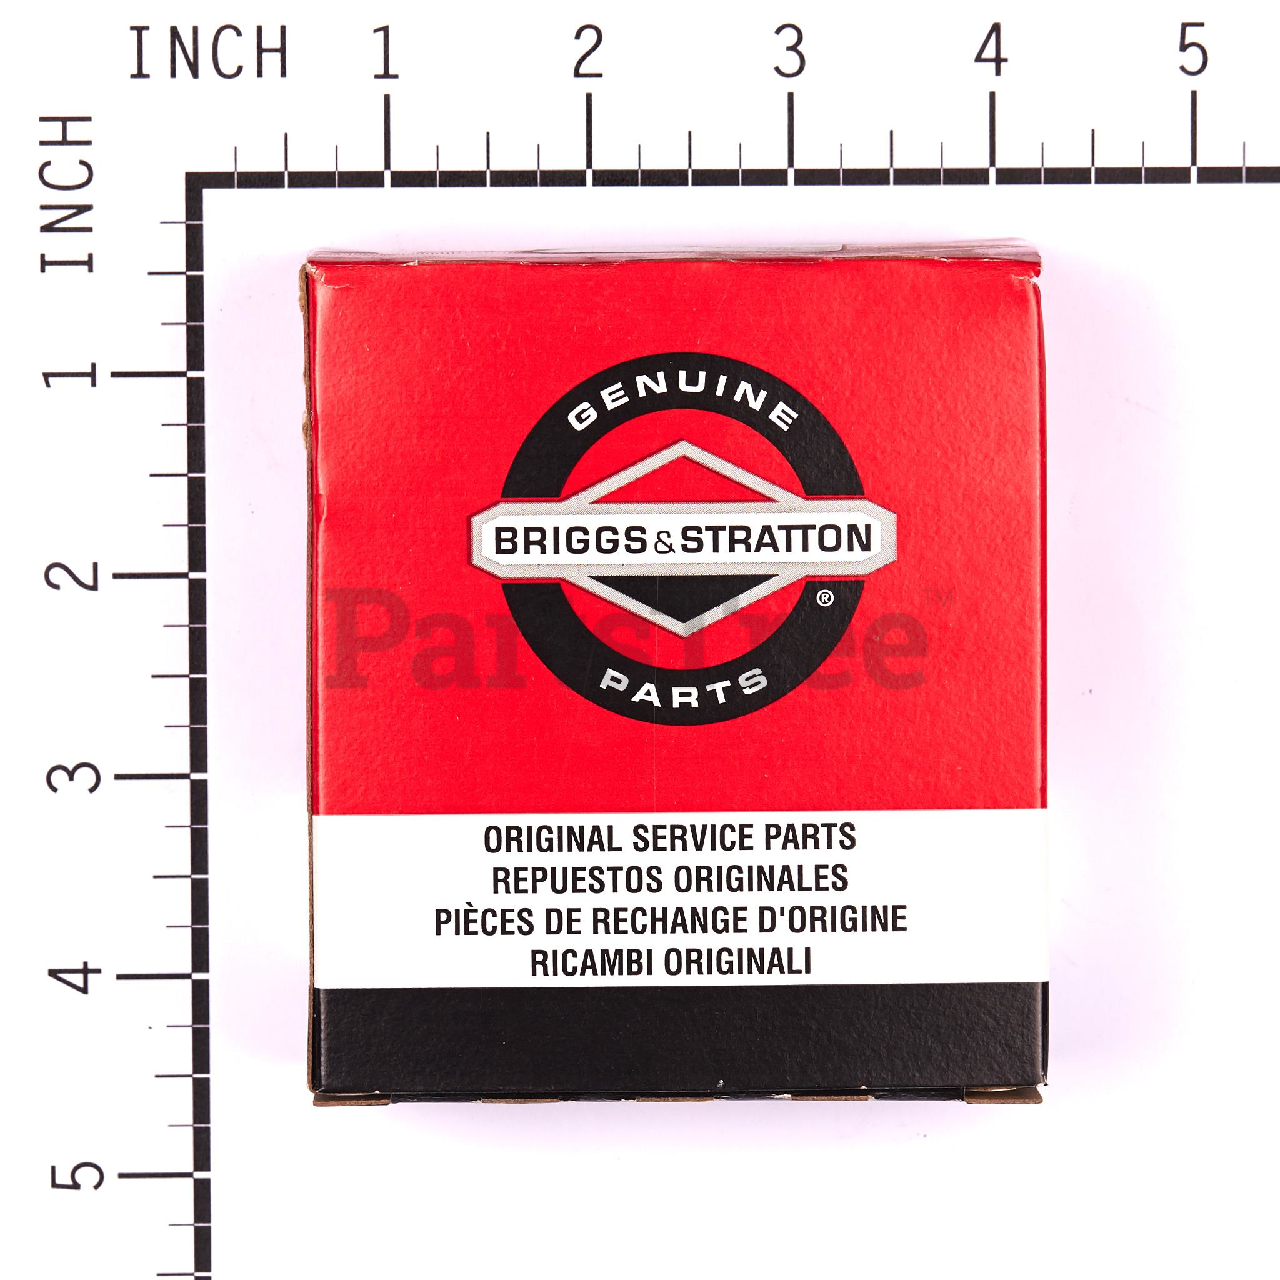 INCH 1 2 3 4 5
INCH
1
2
3
4
5
GENUINE
BRIGGS & STRATTON
®
PARTS
PartsTree™
ORIGINAL SERVICE PARTS
REPUESTOS ORIGINALES
PIÈCES DE RECHANGE D'ORIGINE
RICAMBI ORIGINALI